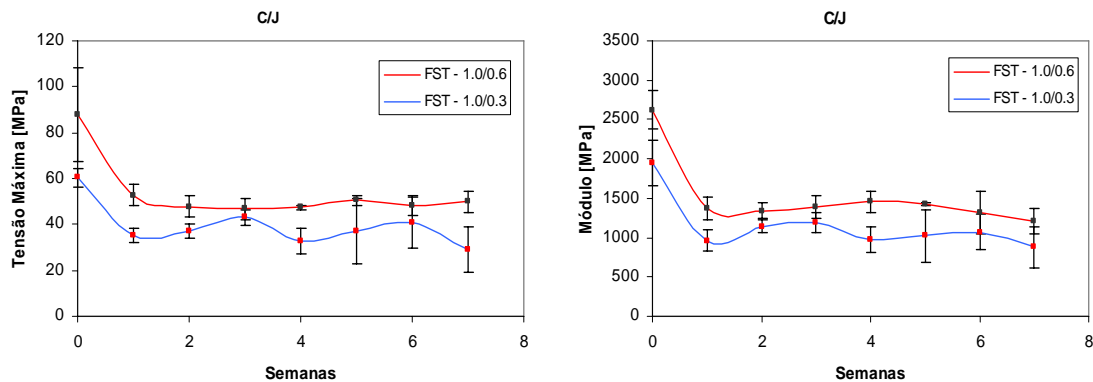 C/J
120
100
80
60
40
20
0
0 2 4 6 8
Tensão Máxima [MPa]
Semanas
FST - 1.0/0.6
FST - 1.0/0.3
C/J
3500
3000
2500
2000
1500
1000
500
0
0 2 4 6 8
Módulo [MPa]
Semanas
FST - 1.0/0.6
FST - 1.0/0.3